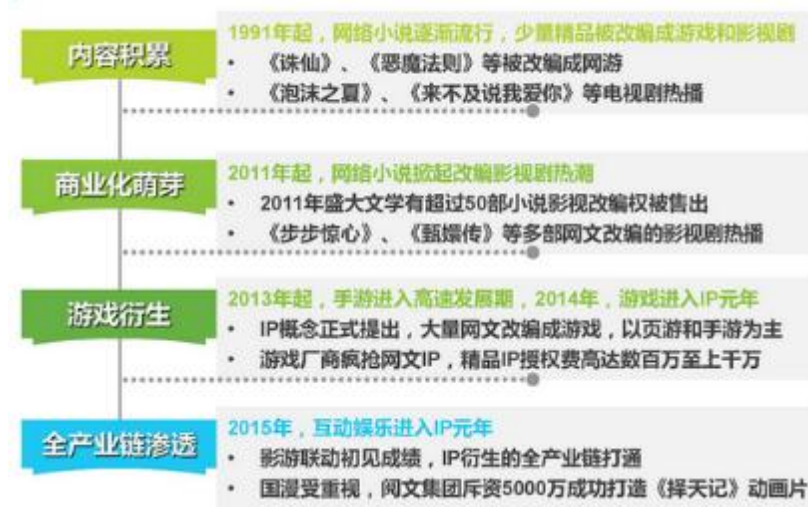 内容积累
1991年起，网络小说逐渐流行，少量精品被改编成游戏和影视剧
• 《诛仙》、《恶魔法则》等被改编成网游
• 《泡沫之夏》、《来不及说我爱你》等电视剧热播
商业化萌芽
2011年起，网络小说掀起改编影视剧热潮
• 2011年盛大文学有超过50部小说影视改编权被售出
• 《步步惊心》、《甄嬛传》等多部网文改编的影视剧热播
游戏衍生
2013年起，手游进入高速发展期，2014年，游戏进入IP元年
• IP概念正式提出，大量网文改编成游戏，以页游和手游为主
• 游戏厂商疯抢网文IP，精品IP授权费高达数百万至上千万
全产业链渗透
2015年，互动娱乐进入IP元年
• 影游联动初见成绩，IP衍生的全产业链打通
• 国漫受重视，阅文集团斥资5000万成功打造《择天记》动画片